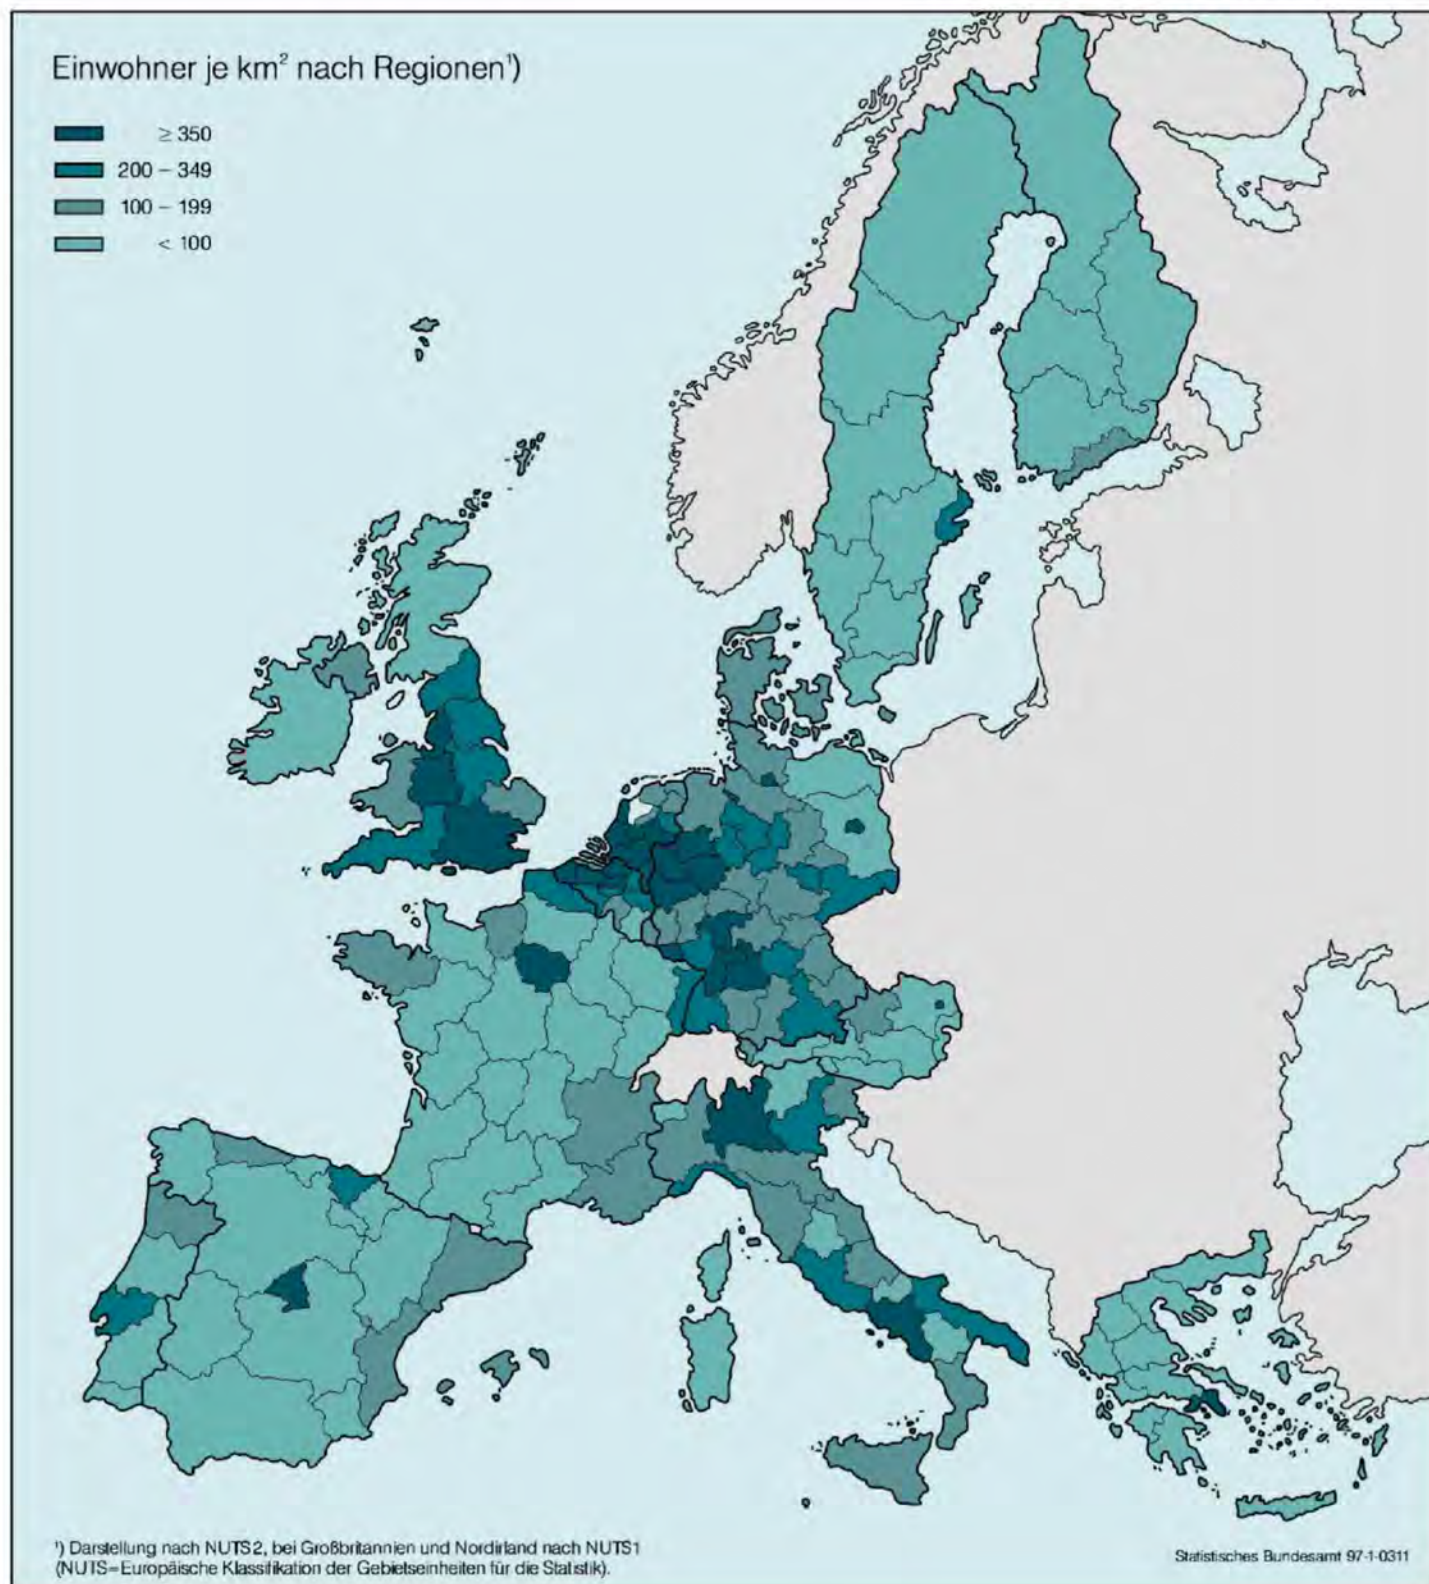 Einwohner je km² nach Regionen¹)
≥ 350
200 – 349
100 – 199
< 100
¹) Darstellung nach NUTS2, bei Großbritannien und Nordirland nach NUTS1
(NUTS=Europäische Klassifikation der Gebietseinheiten für die Statistik).
Statistisches Bundesamt 97-1-0311